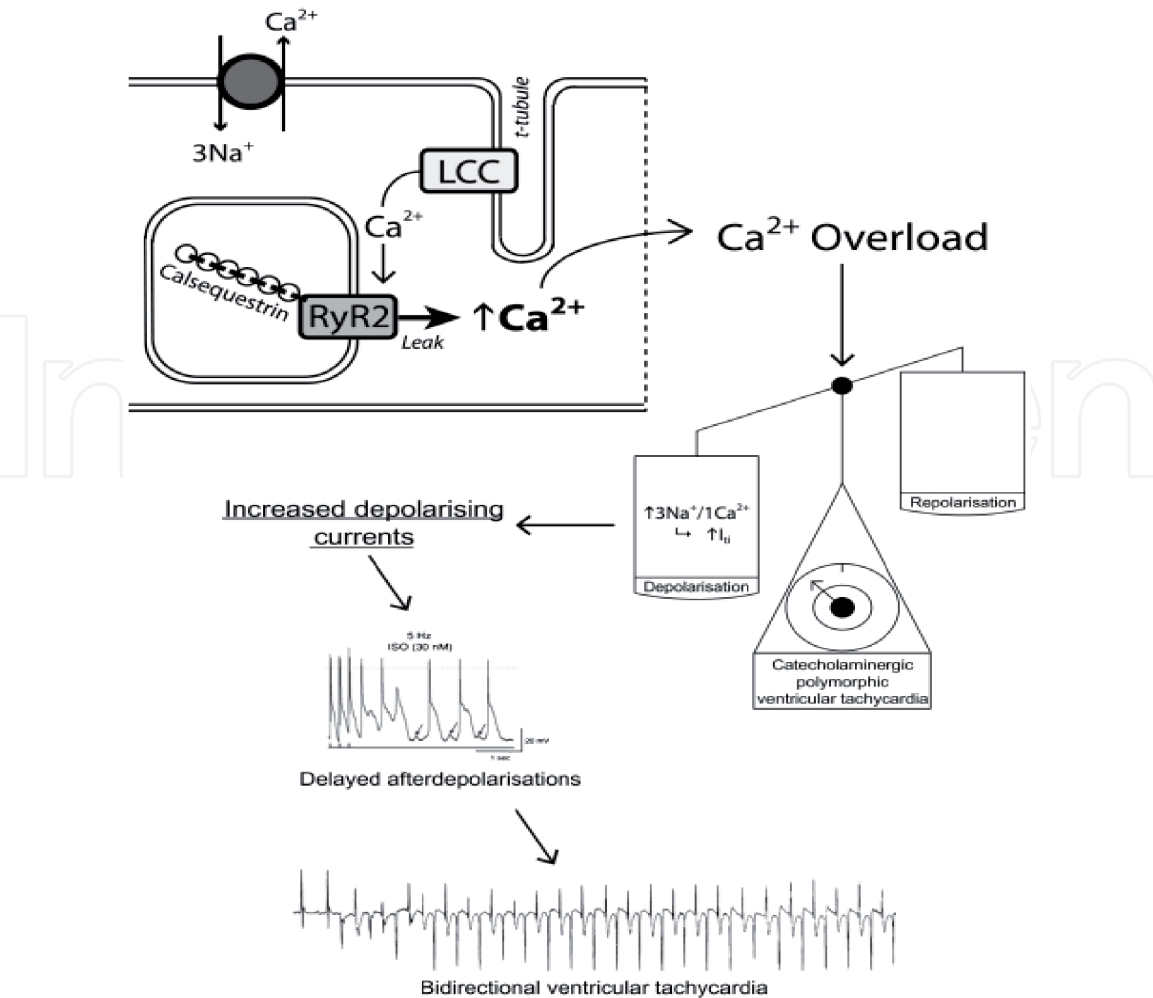 Ca²⁺
3Na⁺
t-tubule
LCC
Ca²⁺
Calsequestrin
RyR2
Leak
↑Ca²⁺
Ca²⁺ Overload
Repolarisation
↑3Na⁺/1Ca²⁺
↳ ↑Iₜᵢ
Depolarisation
Increased depolarising
currents
Catecholaminergic
polymorphic
ventricular tachycardia
5 Hz
ISO (30 nM)
20 mV
1 sec
Delayed afterdepolarisations
Bidirectional ventricular tachycardia